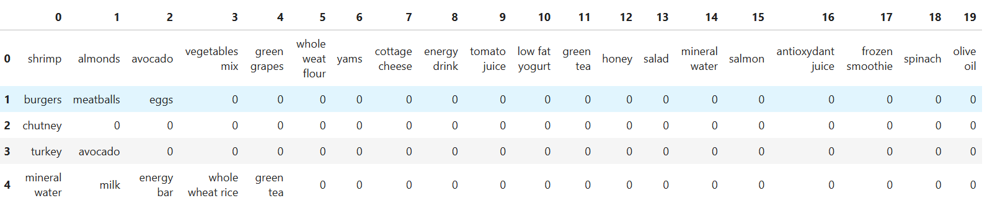 0 1 2 3 4 5 6 7 8 9 10 11 12 13 14 15 16 17 18 19
0 shrimp almonds avocado vegetables mix green grapes whole weat flour yams cottage cheese energy drink tomato juice low fat yogurt green tea honey salad mineral water salmon antioxydant juice frozen smoothie spinach olive oil
1 burgers meatballs eggs 0 0 0 0 0 0 0 0 0 0 0 0 0 0 0 0 0
2 chutney 0 0 0 0 0 0 0 0 0 0 0 0 0 0 0 0 0 0 0
3 turkey avocado 0 0 0 0 0 0 0 0 0 0 0 0 0 0 0 0 0 0
4 mineral water milk energy bar whole wheat rice green tea 0 0 0 0 0 0 0 0 0 0 0 0 0 0 0